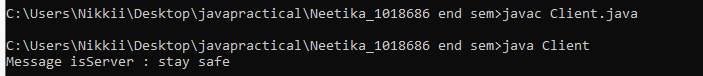 C:\Users\Nikkii\Desktop\javapractical\Neetika_1018686 end sem>javac Client.java
C:\Users\Nikkii\Desktop\javapractical\Neetika_1018686 end sem>java Client
Message isServer : stay safe